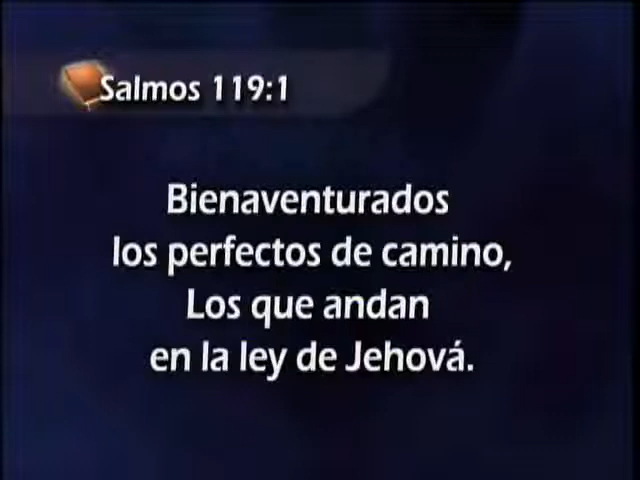 Salmos 119:1
Bienaventurados
los perfectos de camino,
Los que andan
en la ley de Jehová.